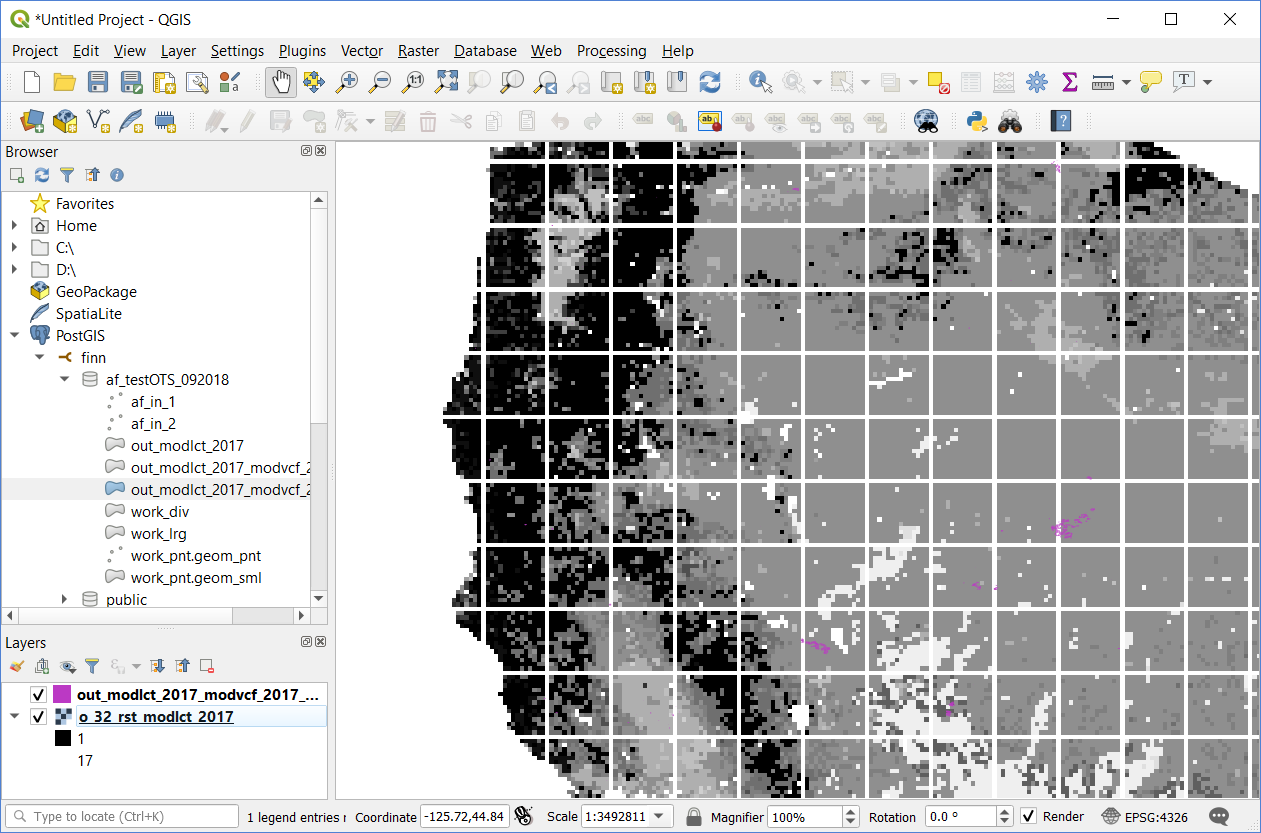 *Untitled Project - QGIS
Project Edit View Layer Settings Plugins Vector Raster Database Web Processing Help
Browser
Favorites
Home
C:\
D:\
GeoPackage
SpatiaLite
PostGIS
finn
af_testOTS_092018
af_in_1
af_in_2
out_modlct_2017
out_modlct_2017_modvcf_2
out_modlct_2017_modvcf_2
work_div
work_lrg
work_pnt.geom_pnt
work_pnt.geom_sml
public
Layers
out_modlct_2017_modvcf_2017_...
o_32_rst_modlct_2017
1
17
Type to locate (Ctrl+K) 1 legend entries r Coordinate -125.72,44.84 Scale 1:3492811 Magnifier 100% Rotation 0.0 ° Render EPSG:4326